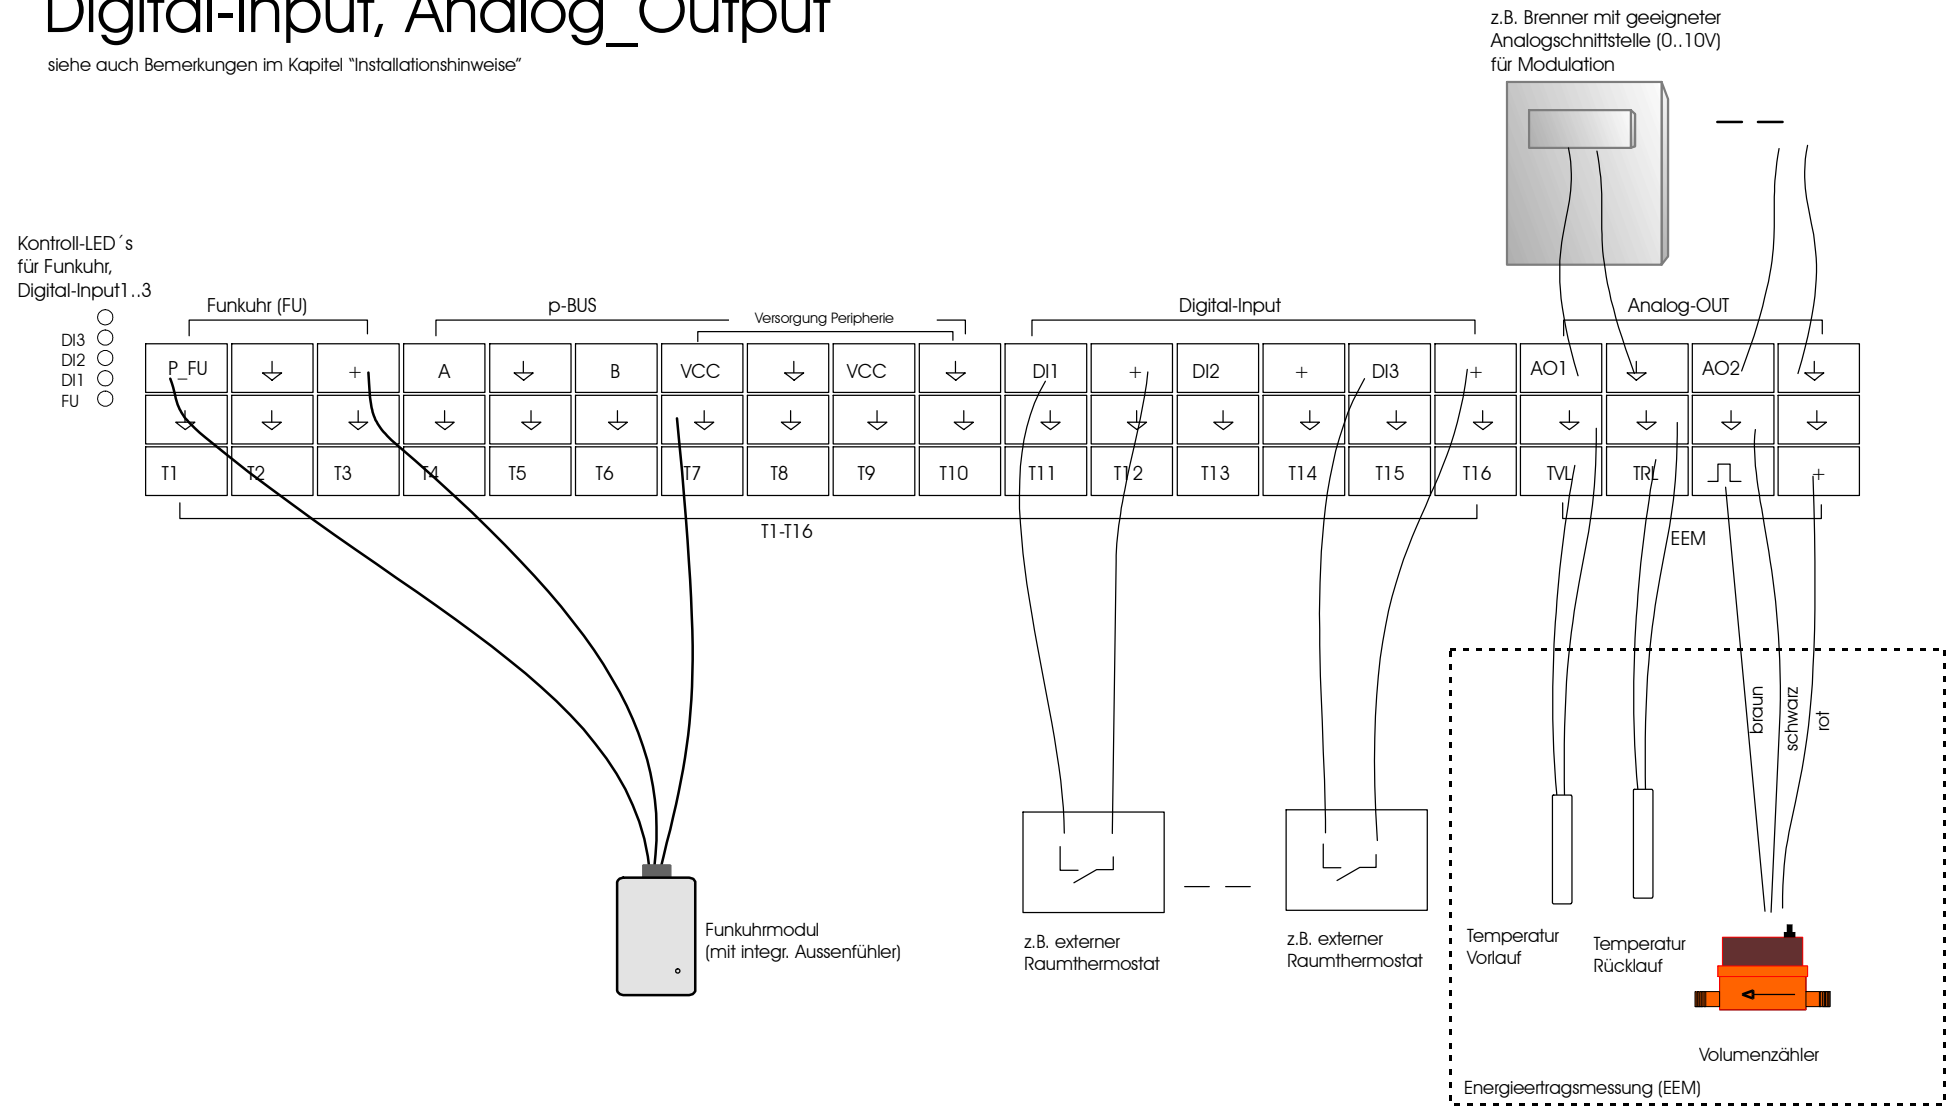 Digital-Input, Analog_Output
siehe auch Bemerkungen im Kapitel "Installationshinweise"
z.B. Brenner mit geeigneter
Analogschnittstelle (0..10V)
für Modulation
Kontroll-LED´s
für Funkuhr,
Digital-Input1..3
DI3
DI2
DI1
FU
Funkuhr (FU)
p-BUS
Versorgung Peripherie
Digital-Input
Analog-OUT
P_FU + A B VCC VCC DI1 + DI2 + DI3 + AO1 AO2
T1 T2 T3 T4 T5 T6 T7 T8 T9 T10 T11 T12 T13 T14 T15 T16 TVL TRL +
T1-T16
EEM
braun
schwarz
rot
Funkuhrmodul
(mit integr. Aussenfühler)
z.B. externer
Raumthermostat
z.B. externer
Raumthermostat
Temperatur
Vorlauf
Temperatur
Rücklauf
Volumenzähler
Energieertragsmessung (EEM)